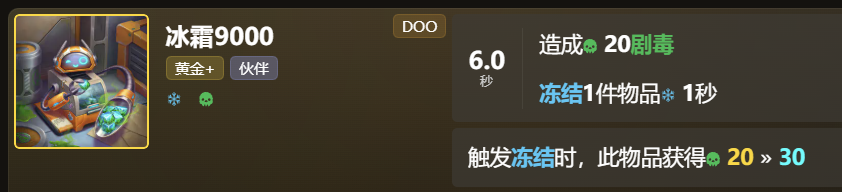 冰霜9000
DOO
黄金+
伙伴
6.0
秒
造成 20剧毒
冻结1件物品 1秒
触发冻结时，此物品获得 20 » 30